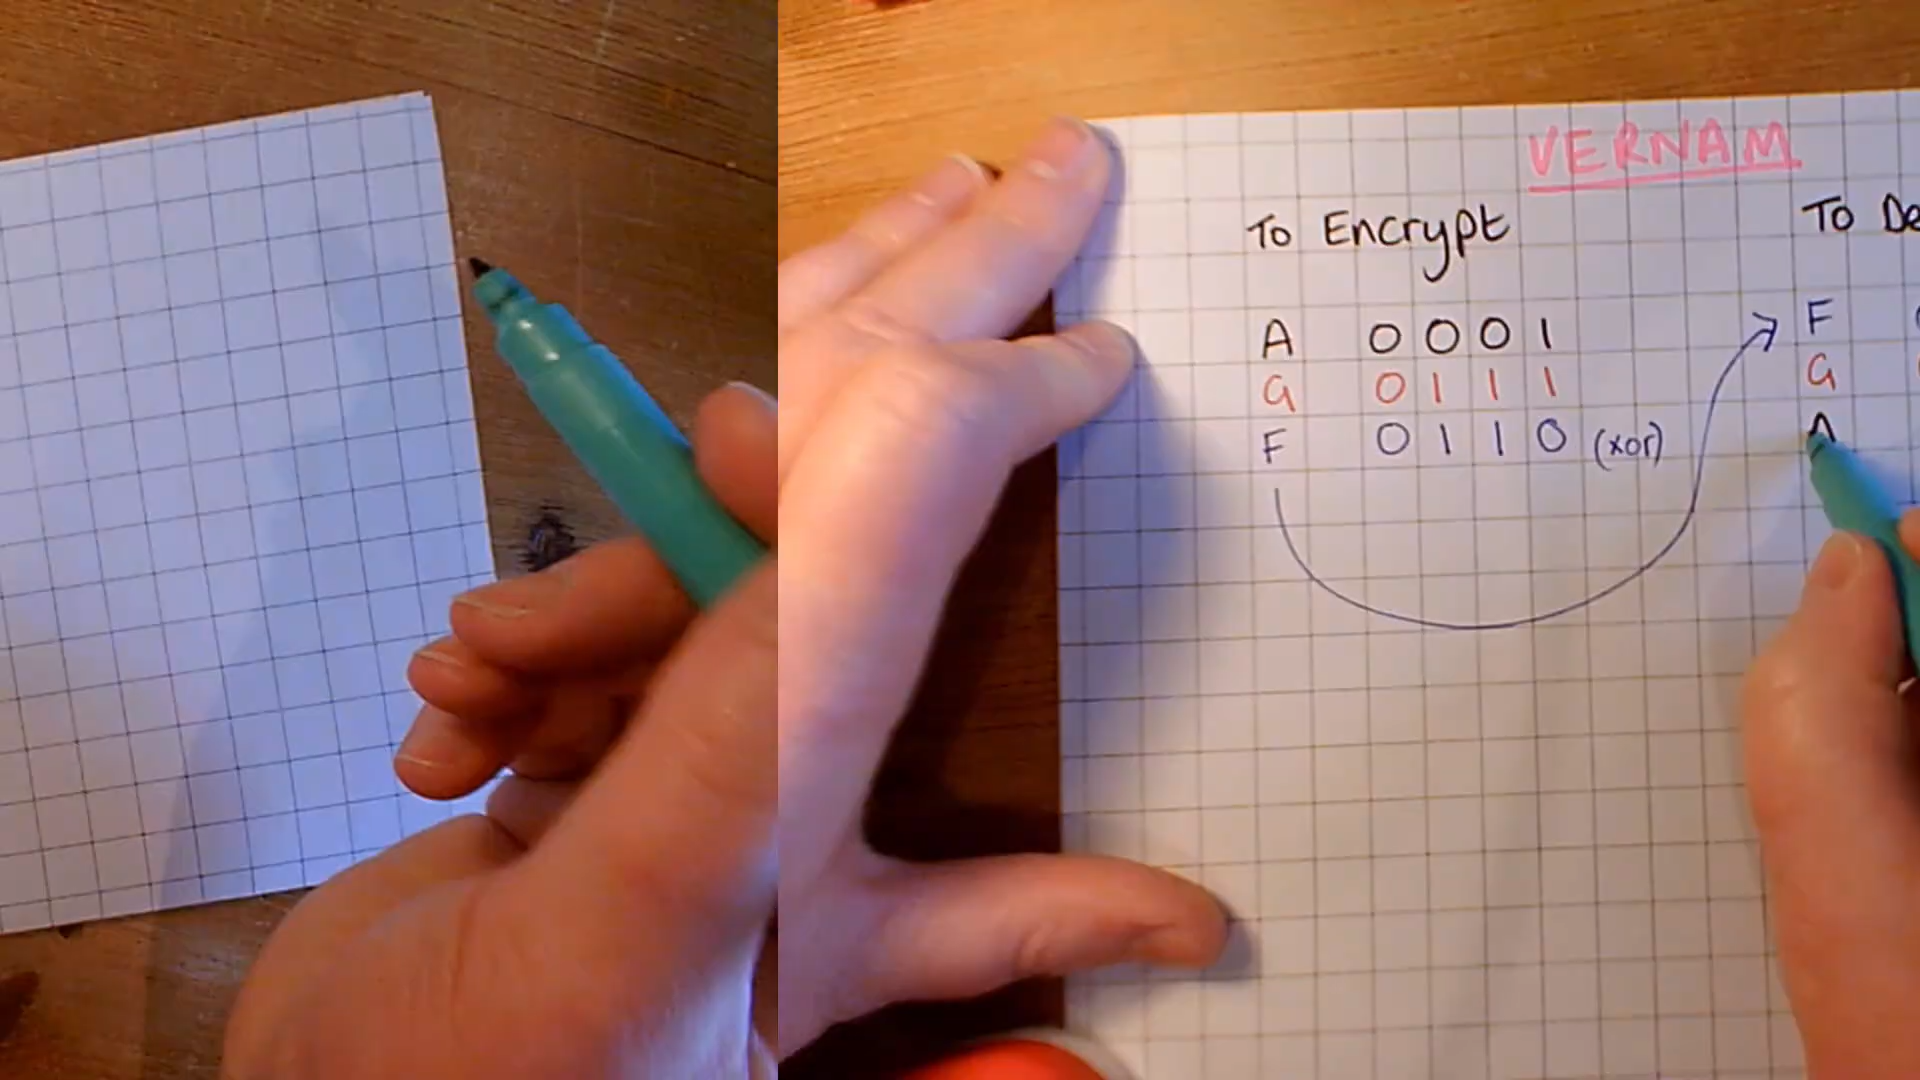 VERNAM
To Encrypt
To De
A 0 0 0 1
G 0 1 1 1
F 0 1 1 0 (xor)
F
G
A